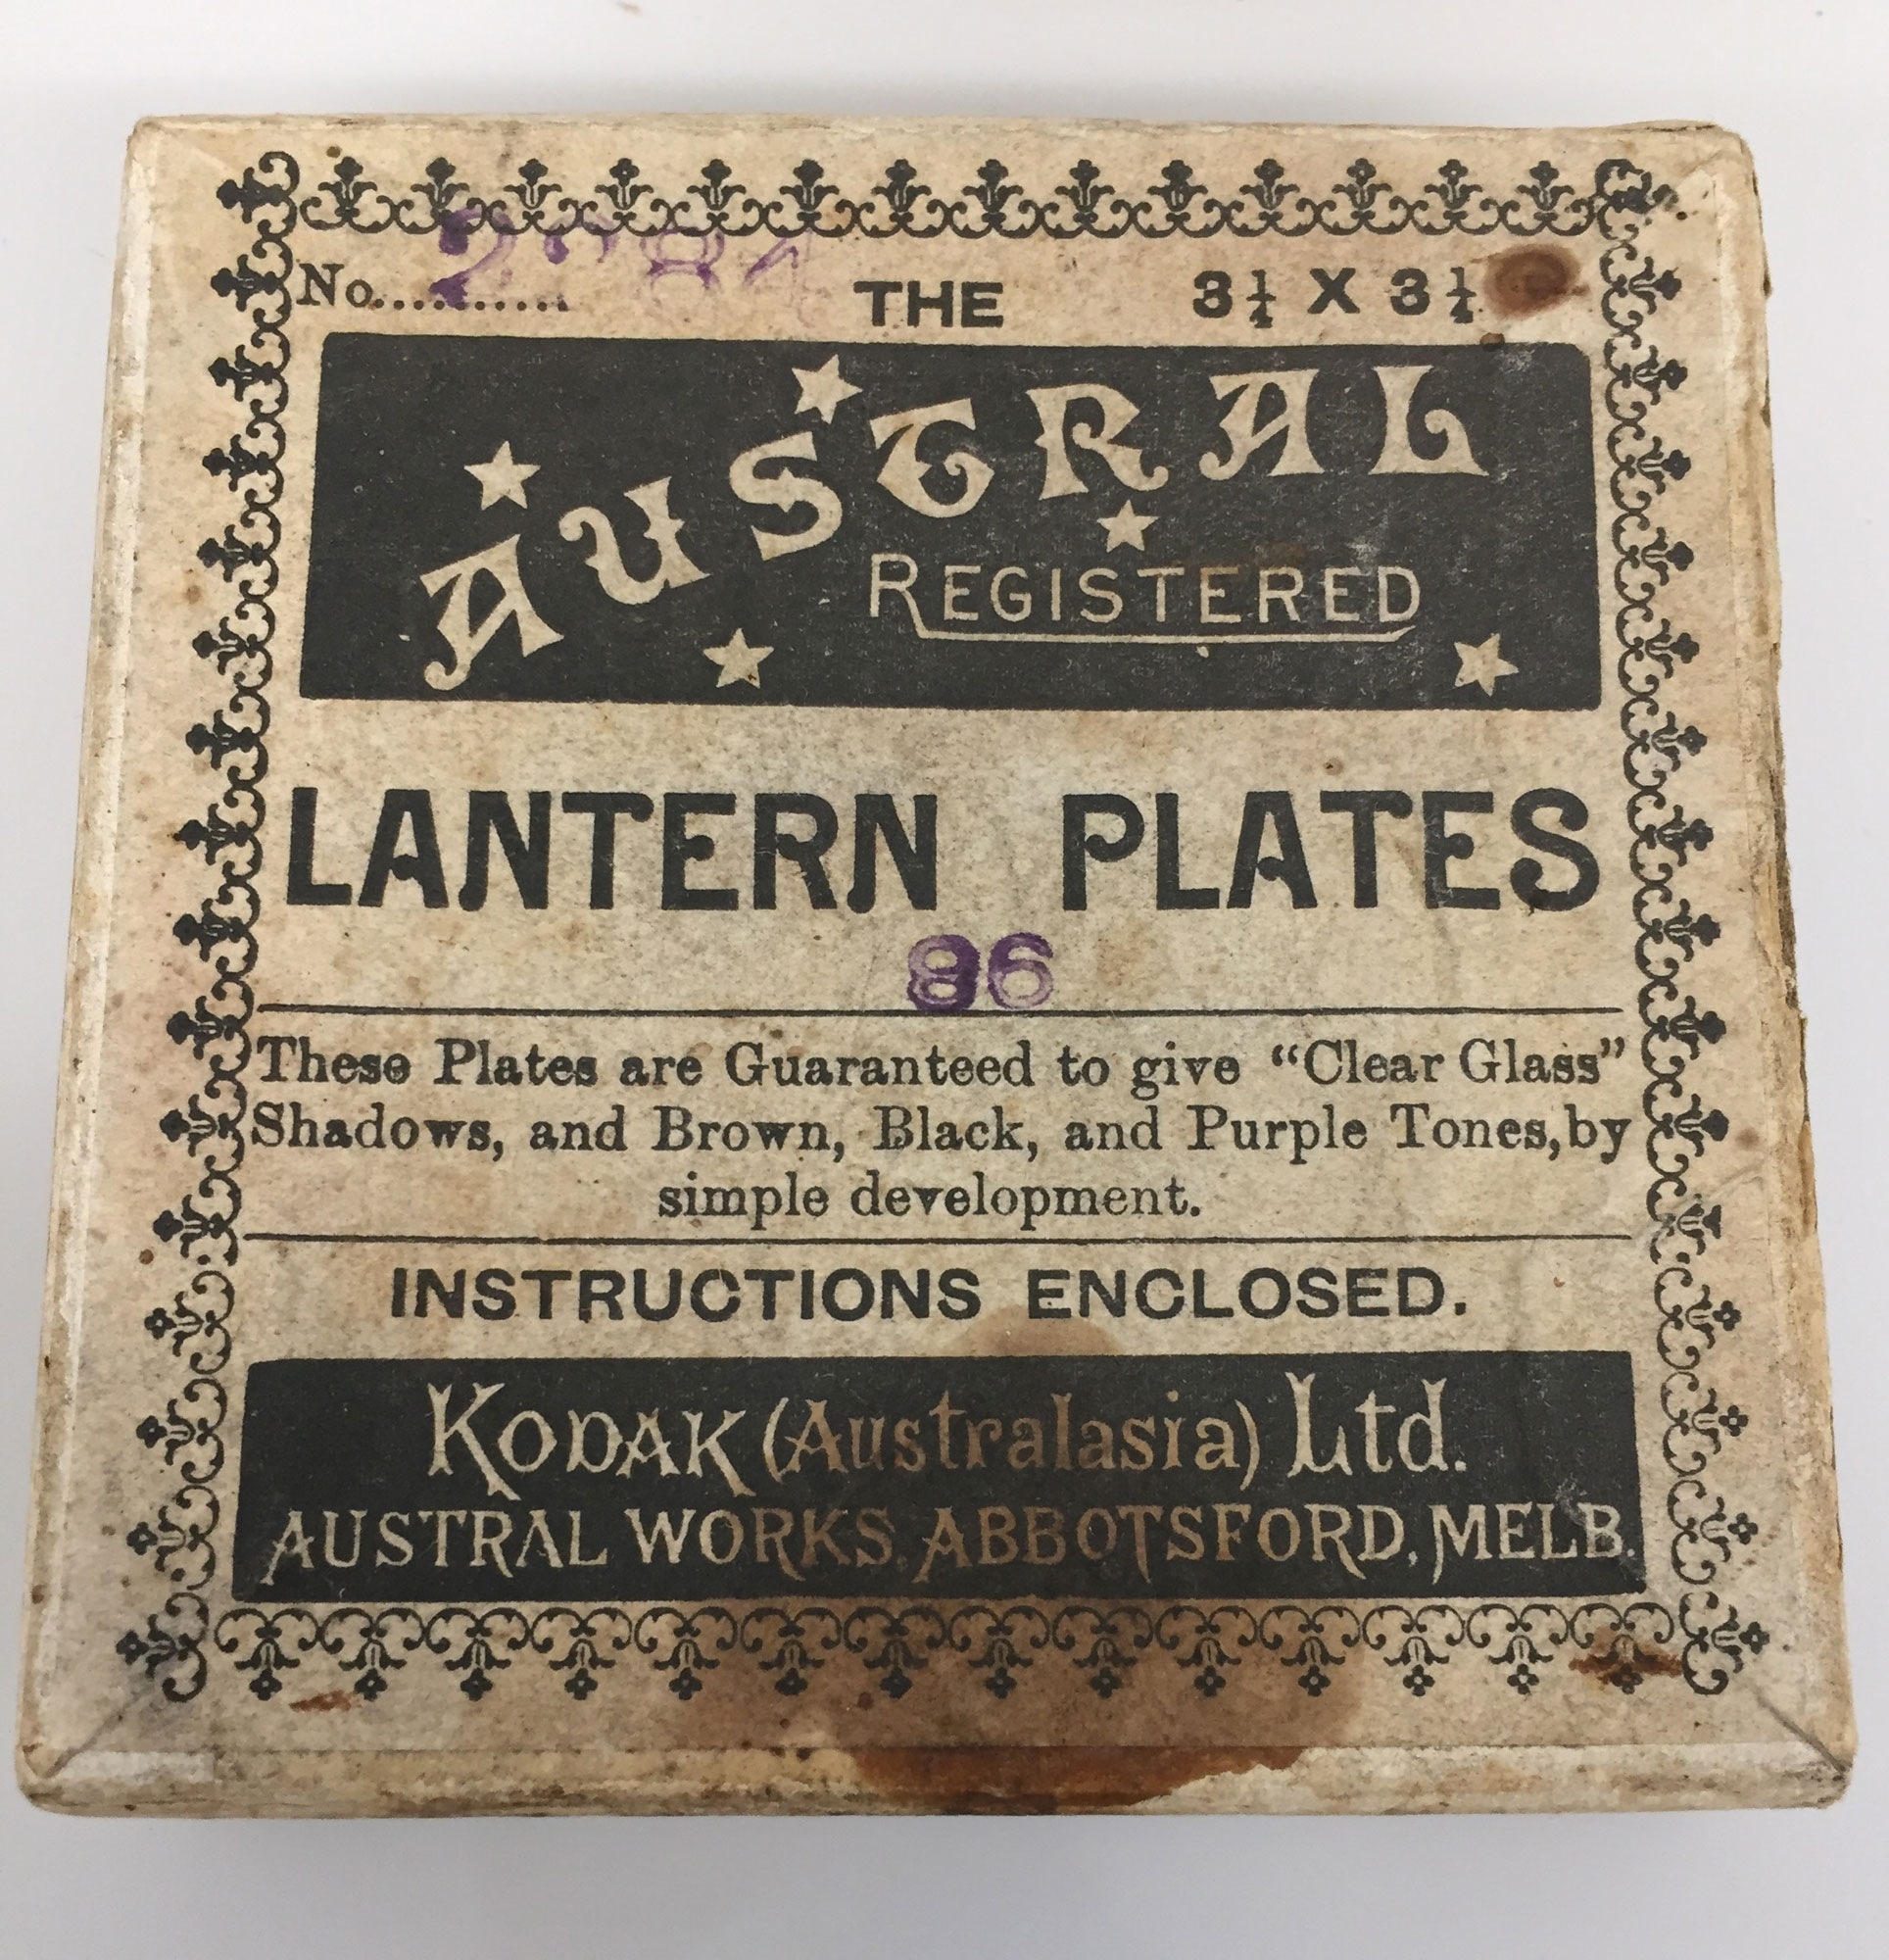 No...........
THE
3¼ X 3¼
AUSTRAL
REGISTERED
LANTERN PLATES
96
These Plates are Guaranteed to give “Clear Glass”
Shadows, and Brown, Black, and Purple Tones, by
simple development.
INSTRUCTIONS ENCLOSED.
KODAK (Australasia) Ltd.
AUSTRAL WORKS, ABBOTSFORD, MELB.